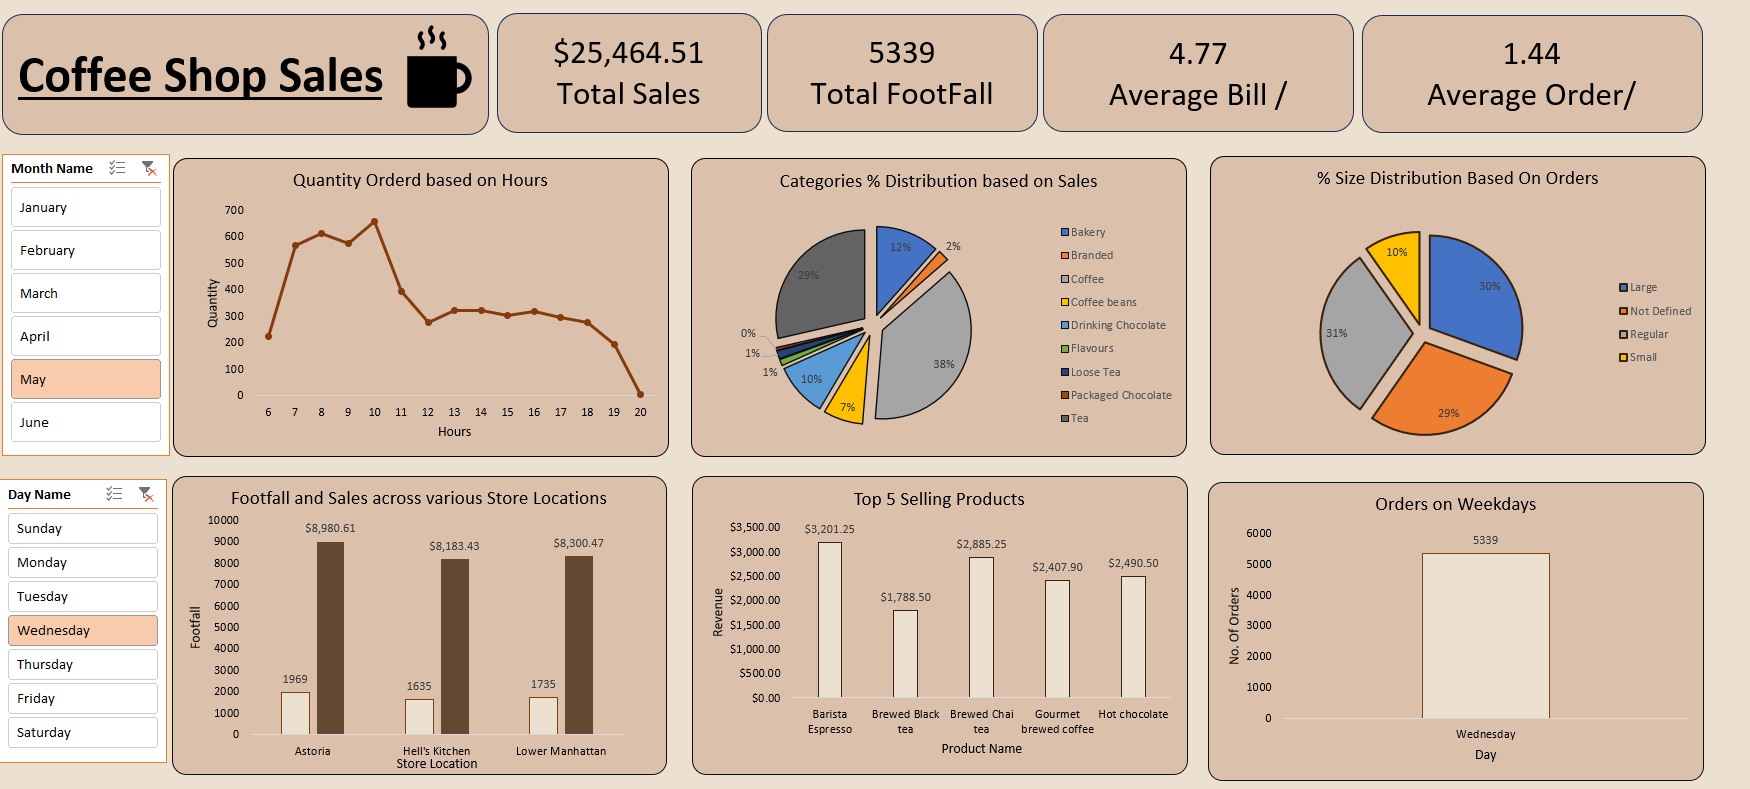 Coffee Shop Sales
$25,464.51
Total Sales
5339
Total FootFall
4.77
Average Bill /
1.44
Average Order/
Month Name
January
February
March
April
May
June
Quantity Orderd based on Hours
700
600
500
400
300
200
100
0
Quantity
6 7 8 9 10 11 12 13 14 15 16 17 18 19 20
Hours
Categories % Distribution based on Sales
12%
2%
38%
7%
10%
1%
1%
0%
29%
Bakery
Branded
Coffee
Coffee beans
Drinking Chocolate
Flavours
Loose Tea
Packaged Chocolate
Tea
% Size Distribution Based On Orders
30%
29%
31%
10%
Large
Not Defined
Regular
Small
Day Name
Sunday
Monday
Tuesday
Wednesday
Thursday
Friday
Saturday
Footfall and Sales across various Store Locations
10000
9000
8000
7000
6000
5000
4000
3000
2000
1000
0
Footfall
1969
$8,980.61
1635
$8,183.43
1735
$8,300.47
Astoria
Hell's Kitchen
Lower Manhattan
Store Location
Top 5 Selling Products
$3,500.00
$3,000.00
$2,500.00
$2,000.00
$1,500.00
$1,000.00
$500.00
$0.00
Revenue
$3,201.25
$1,788.50
$2,885.25
$2,407.90
$2,490.50
Barista
Espresso
Brewed Black
tea
Brewed Chai
tea
Gourmet
brewed coffee
Hot chocolate
Product Name
Orders on Weekdays
6000
5000
4000
3000
2000
1000
0
No. Of Orders
5339
Wednesday
Day